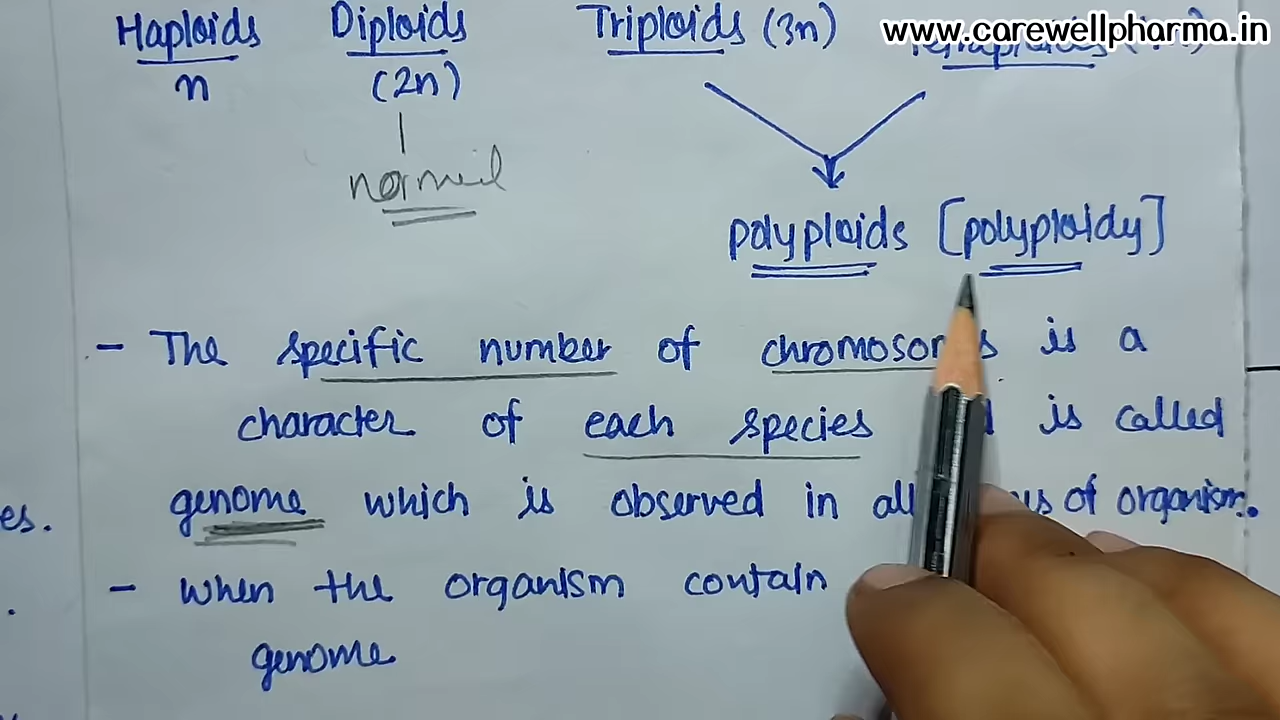 www.carewellpharma.in
Haploids Diploids Triploids (3n)
n (2n)
normal
polyploids [polyploidy]
- The specific number of chromosomes is a
character of each species is called
es. genome which is observed in all of organism.
- when the organism contain
genome